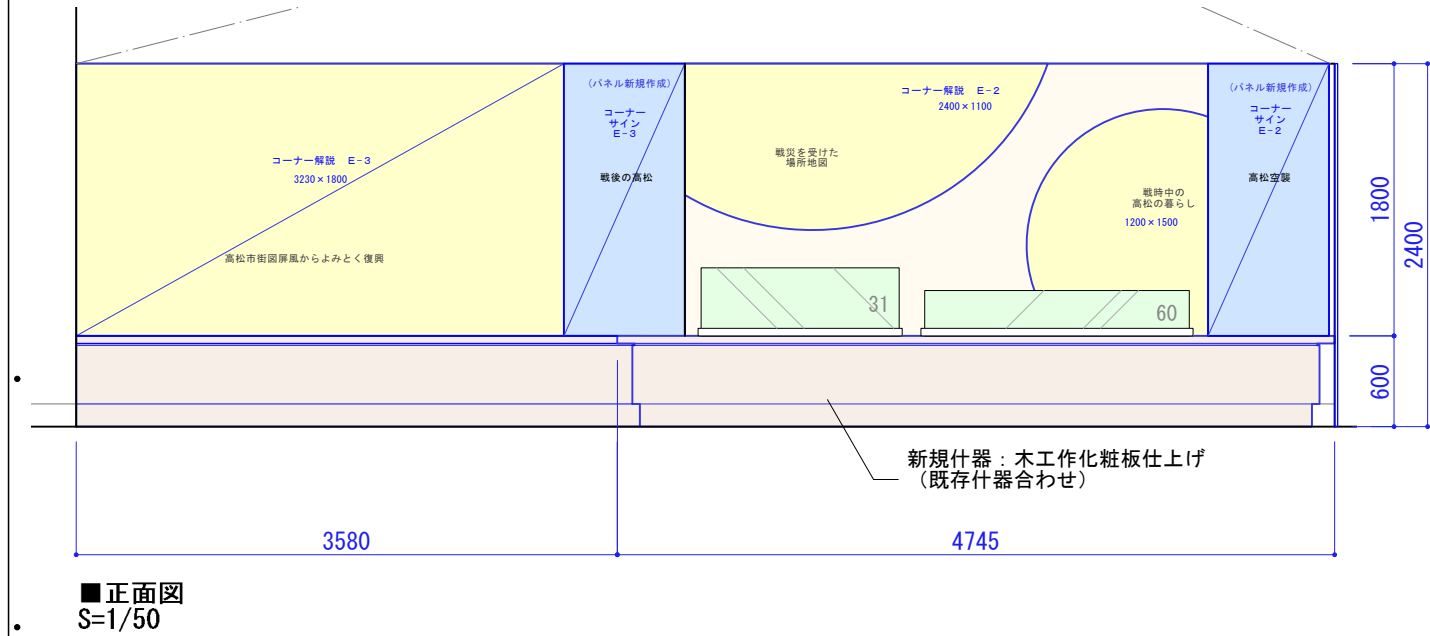 (パネル新規作成)
コーナー
サイン
E-3
戦後の高松
コーナー解説 E-3
3230×1800
高松市街図屏風からよみとく復興
コーナー解説 E-2
2400×1100
戦災を受けた
場所地図
戦時中の
高松の暮らし
1200×1500
(パネル新規作成)
コーナー
サイン
E-2
高松空襲
31
60
1800
2400
600
新規什器：木工作化粧板仕上げ
（既存什器合わせ）
3580
4745
■正面図
S=1/50